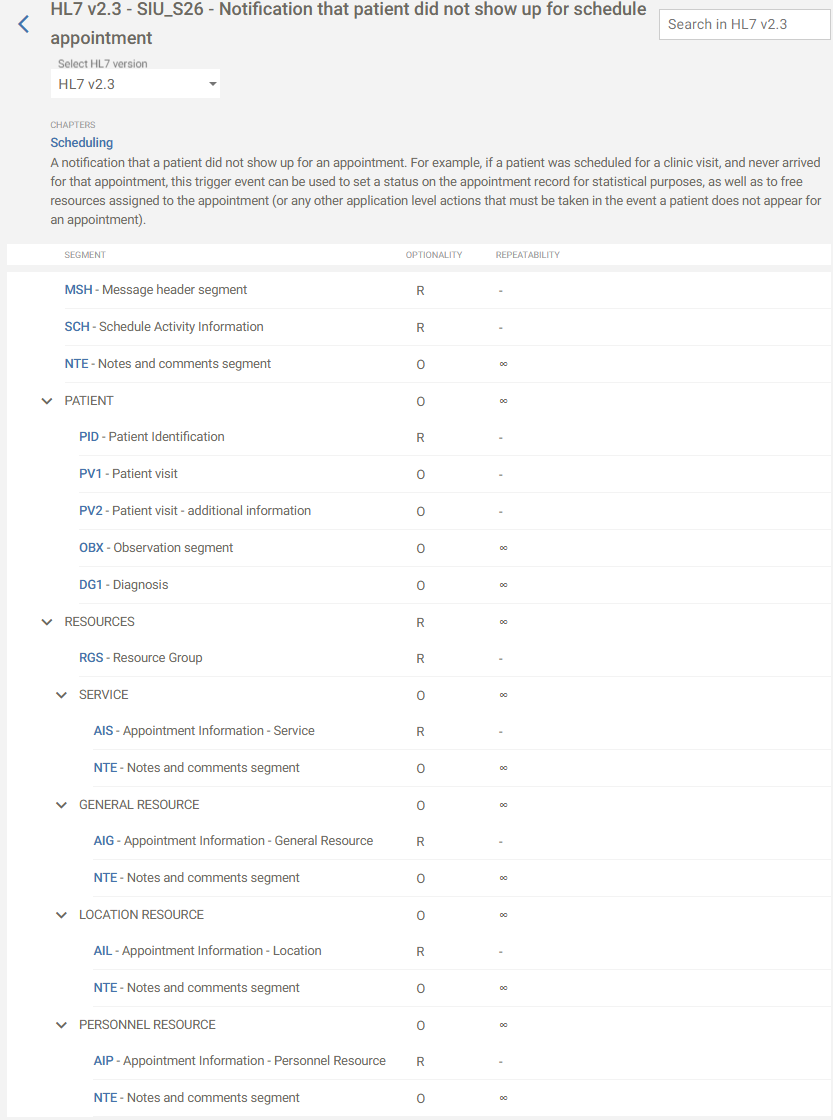 HL7 v2.3 - SIU_S26 - Notification that patient did not show up for schedule
appointment
Search in HL7 v2.3
Select HL7 version
HL7 v2.3
CHAPTERS
Scheduling
A notification that a patient did not show up for an appointment. For example, if a patient was scheduled for a clinic visit, and never arrived
for that appointment, this trigger event can be used to set a status on the appointment record for statistical purposes, as well as to free
resources assigned to the appointment (or any other application level actions that must be taken in the event a patient does not appear for
an appointment).
SEGMENT OPTIONALITY REPEATABILITY
MSH - Message header segment R -
SCH - Schedule Activity Information R -
NTE - Notes and comments segment O ∞
PATIENT O ∞
PID - Patient Identification R -
PV1 - Patient visit O -
PV2 - Patient visit - additional information O -
OBX - Observation segment O ∞
DG1 - Diagnosis O ∞
RESOURCES R ∞
RGS - Resource Group R -
SERVICE O ∞
AIS - Appointment Information - Service R -
NTE - Notes and comments segment O ∞
GENERAL RESOURCE O ∞
AIG - Appointment Information - General Resource R -
NTE - Notes and comments segment O ∞
LOCATION RESOURCE O ∞
AIL - Appointment Information - Location R -
NTE - Notes and comments segment O ∞
PERSONNEL RESOURCE O ∞
AIP - Appointment Information - Personnel Resource R -
NTE - Notes and comments segment O ∞